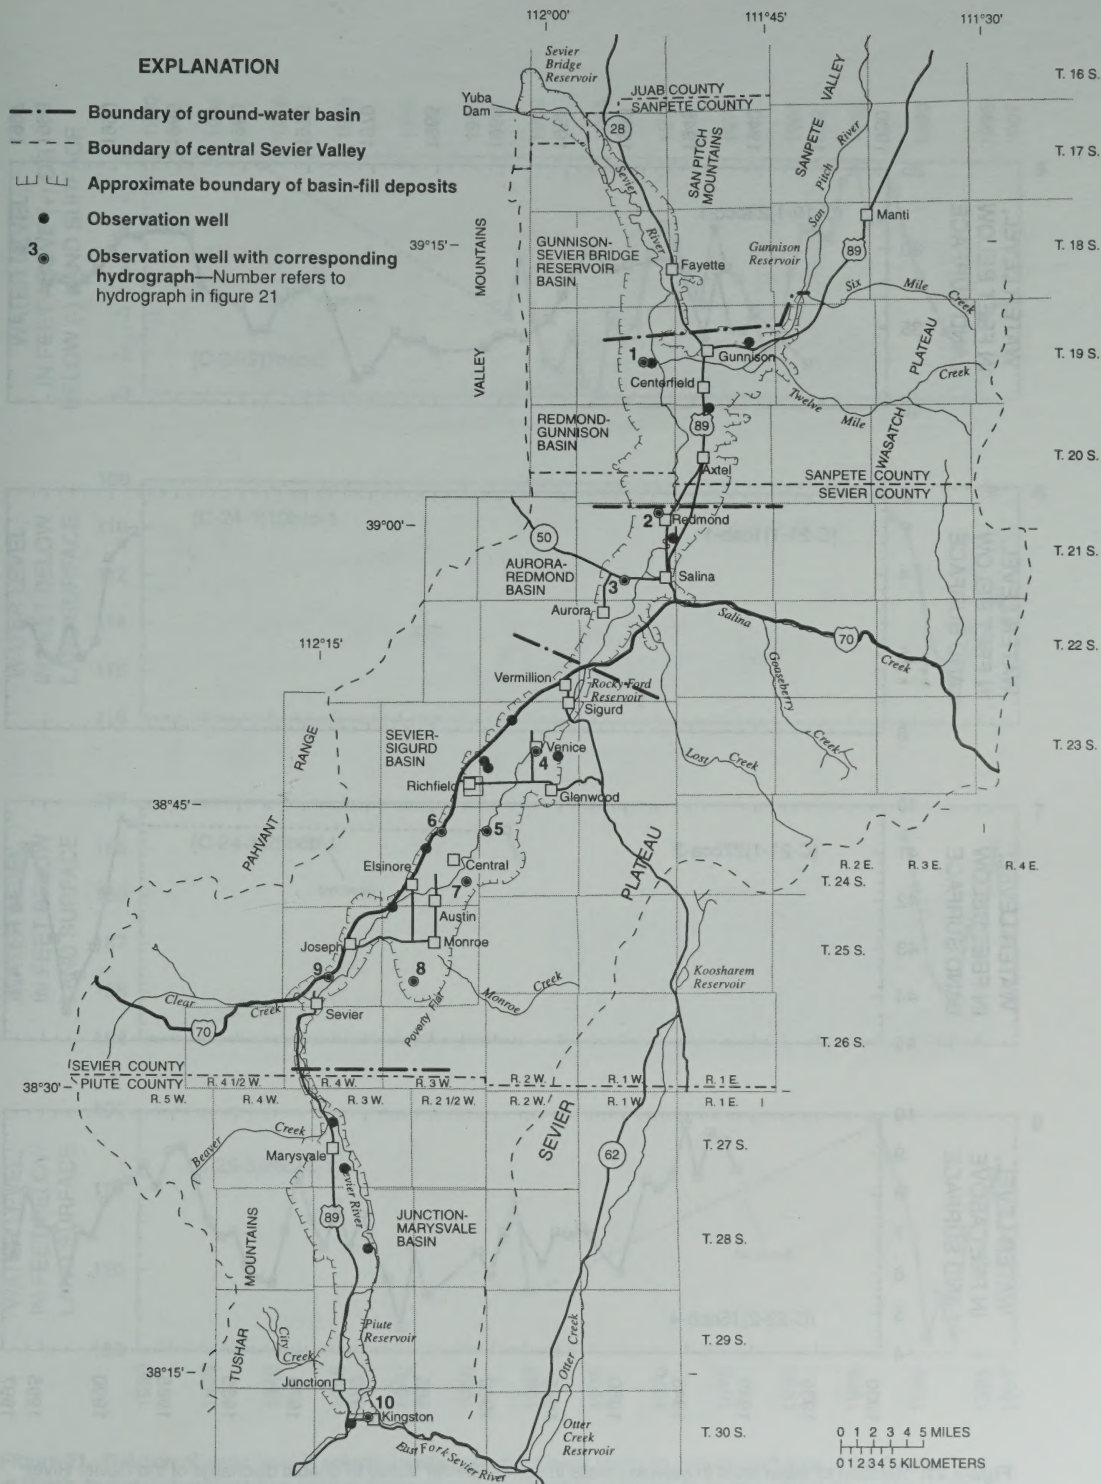 112°00'
111°45'
111°30'
EXPLANATION
Boundary of ground-water basin
Boundary of central Sevier Valley
Approximate boundary of basin-fill deposits
Observation well
3
Observation well with corresponding
hydrograph—Number refers to
hydrograph in figure 21
Sevier
Bridge
Reservoir
Yuba
Dam
JUAB COUNTY
SANPETE COUNTY
28
T. 16 S.
T. 17 S.
T. 18 S.
T. 19 S.
T. 20 S.
T. 21 S.
T. 22 S.
T. 23 S.
SAN PITCH
MOUNTAINS
SANPETE VALLEY
San Pitch River
Sevier River
Manti
89
39°15'
GUNNISON-
SEVIER BRIDGE
RESERVOIR
BASIN
Fayette
Gunnison
Reservoir
Six Mile Creek
VALLEY MOUNTAINS
1
Gunnison
Centerfield
Twelve Mile Creek
WASATCH PLATEAU
REDMOND-
GUNNISON
BASIN
89
Axtel
SANPETE COUNTY
SEVIER COUNTY
39°00'
2
Redmond
50
AURORA-
REDMOND
BASIN
3
Salina
Aurora
Salina Creek
70
112°15'
Gooseberry Creek
Vermillion
Rocky Ford
Reservoir
Sigurd
SEVIER-
SIGURD
BASIN
Venice
4
Lost Creek
Richfield
Glenwood
38°45'
PAHVANT RANGE
6
5
R. 2 E.
R. 3 E.
R. 4 E.
T. 24 S.
Elsinore
Central
7
Austin
SEVIER PLATEAU
T. 25 S.
Joseph
Monroe
9
8
Monroe Creek
Poverty Flat
Koosharem
Reservoir
Clear Creek
Sevier
70
T. 26 S.
SEVIER COUNTY
PIUTE COUNTY
38°30'
R. 4 1/2 W.
R. 4 W.
R. 3 W.
R. 2 W.
R. 1 W.
R. 1 E.
R. 5 W.
R. 4 W.
R. 3 W.
R. 2 1/2 W.
R. 2 W.
R. 1 W.
R. 1 E.
Beaver Creek
Marysvale
T. 27 S.
62
Sevier River
89
JUNCTION-
MARYSVALE
BASIN
T. 28 S.
TUSHAR MOUNTAINS
Piute
Reservoir
T. 29 S.
City
Creek
Otter Creek
38°15'
Junction
10
Kingston
East Fork Sevier River
Otter
Creek
Reservoir
T. 30 S.
0 1 2 3 4 5 MILES
0 1 2 3 4 5 KILOMETERS